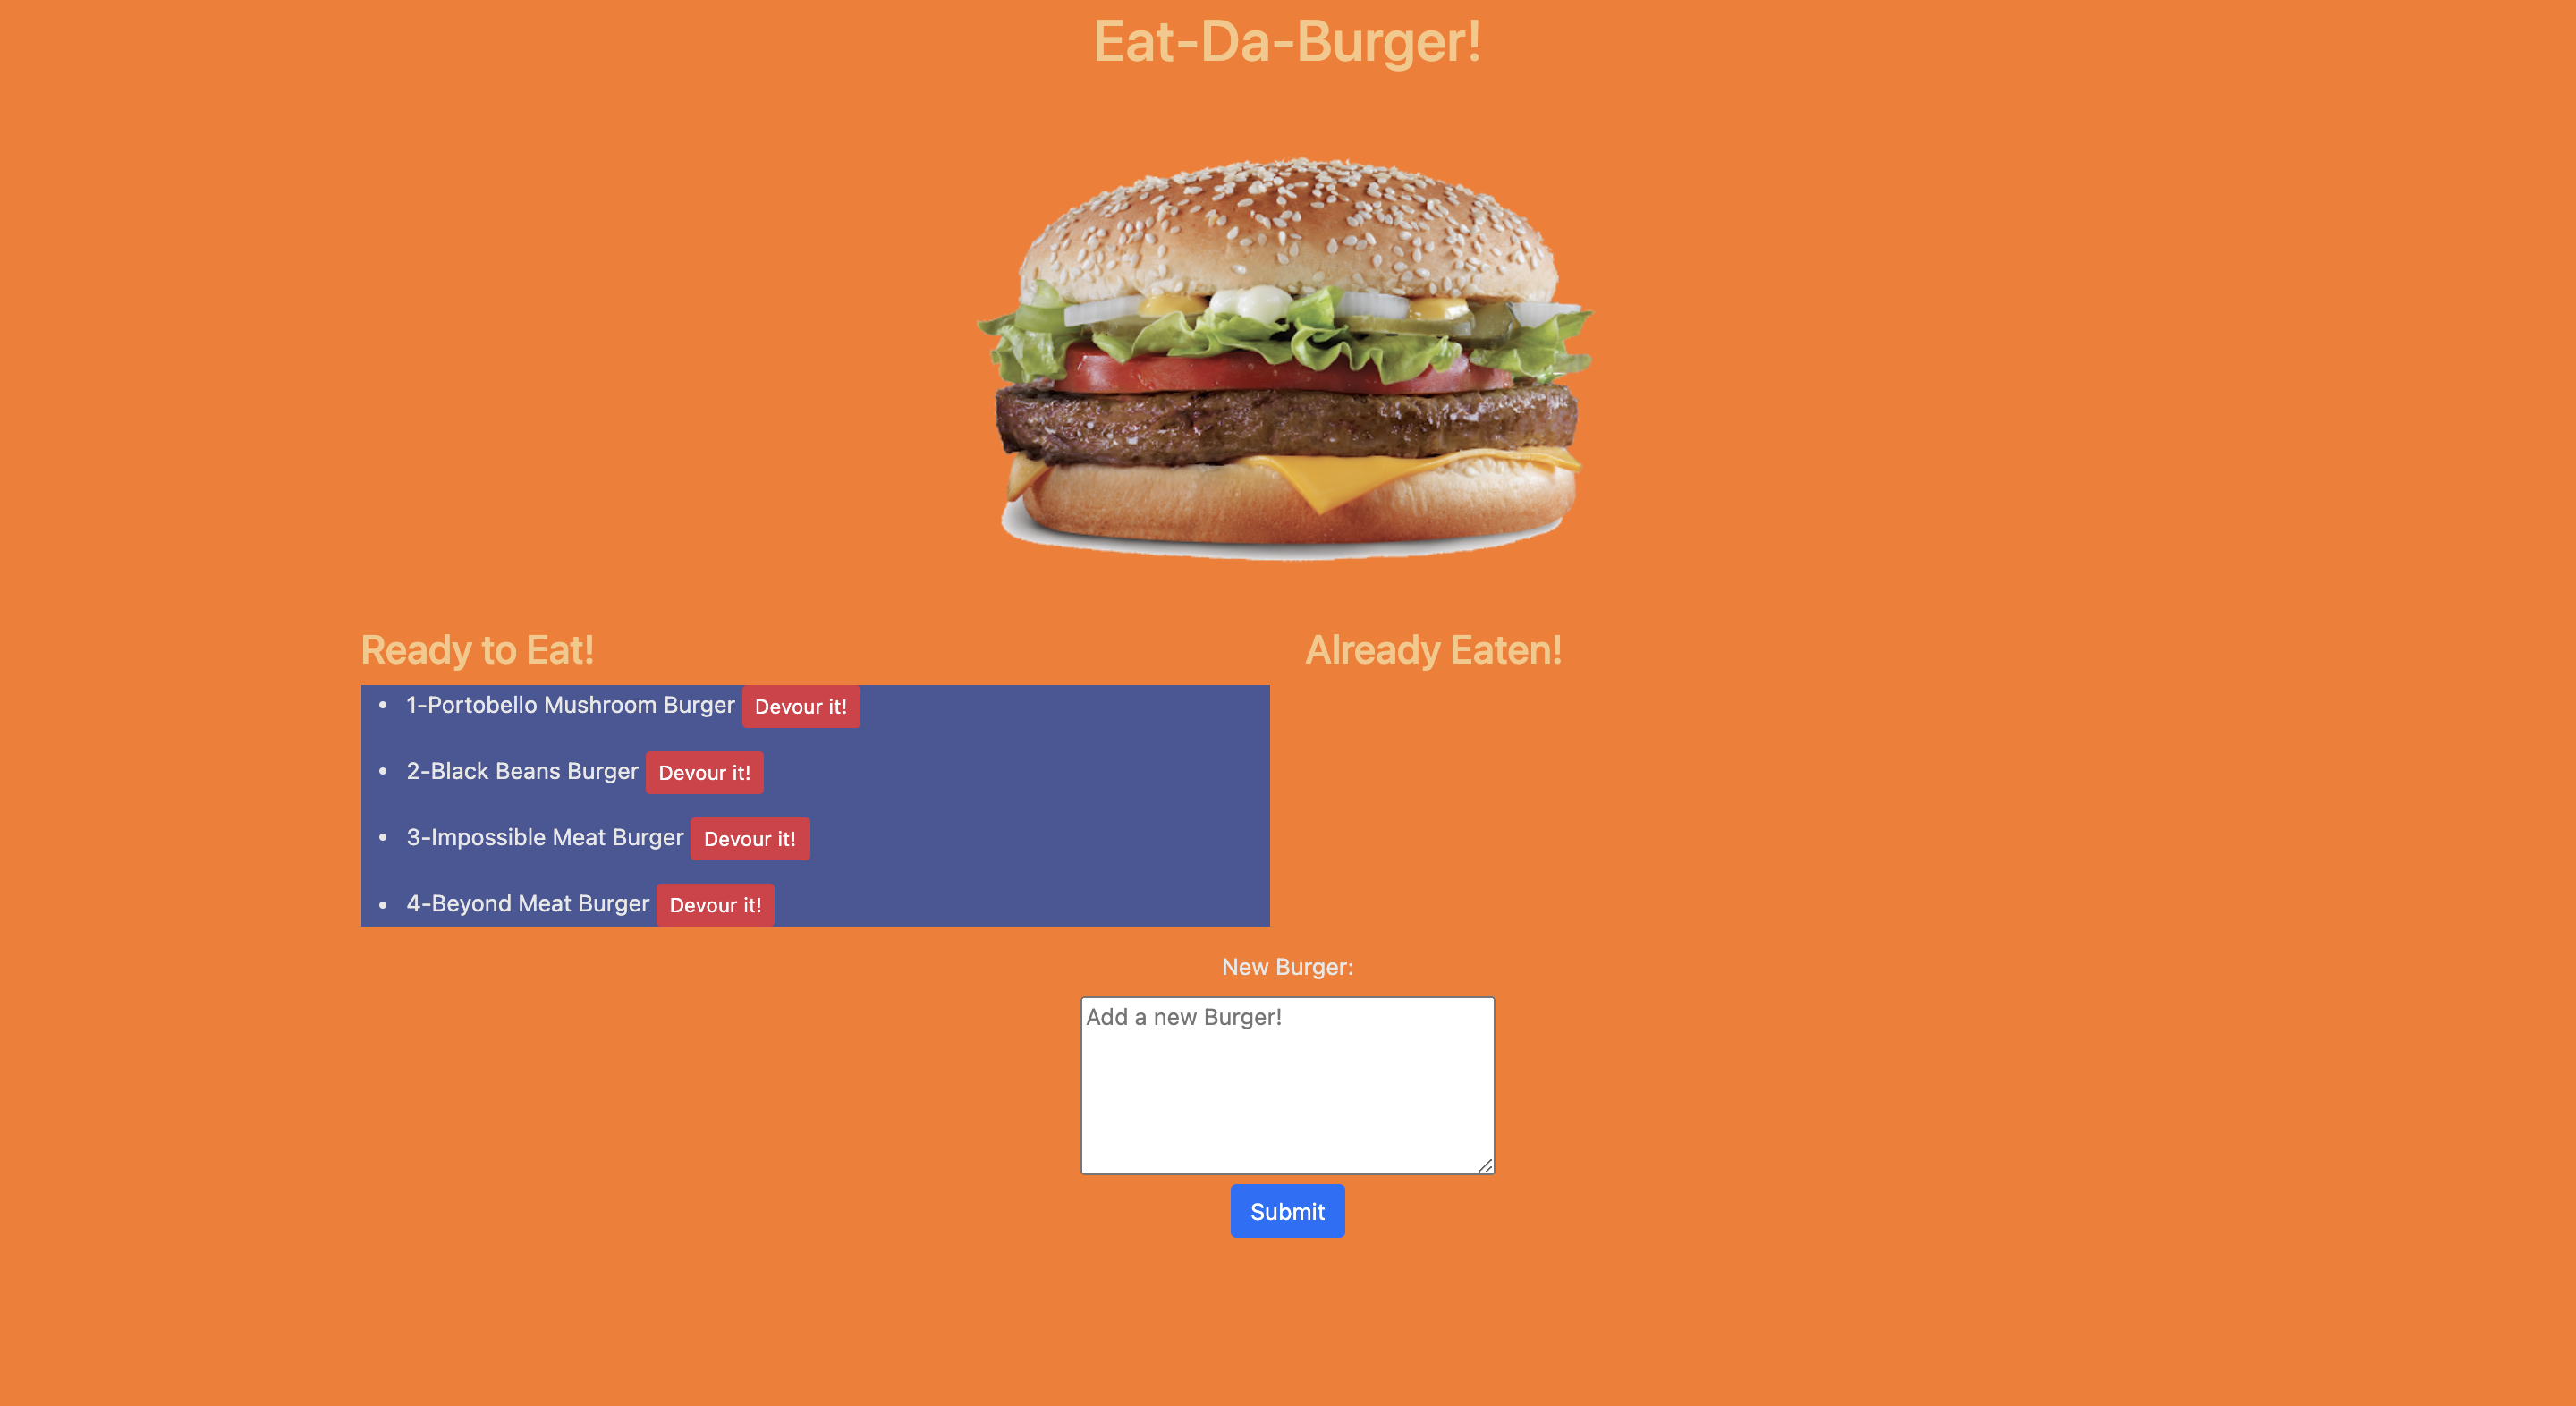 Eat-Da-Burger!
Ready to Eat!
1-Portobello Mushroom Burger Devour it!
2-Black Beans Burger Devour it!
3-Impossible Meat Burger Devour it!
4-Beyond Meat Burger Devour it!
Already Eaten!
New Burger:
Add a new Burger!
Submit